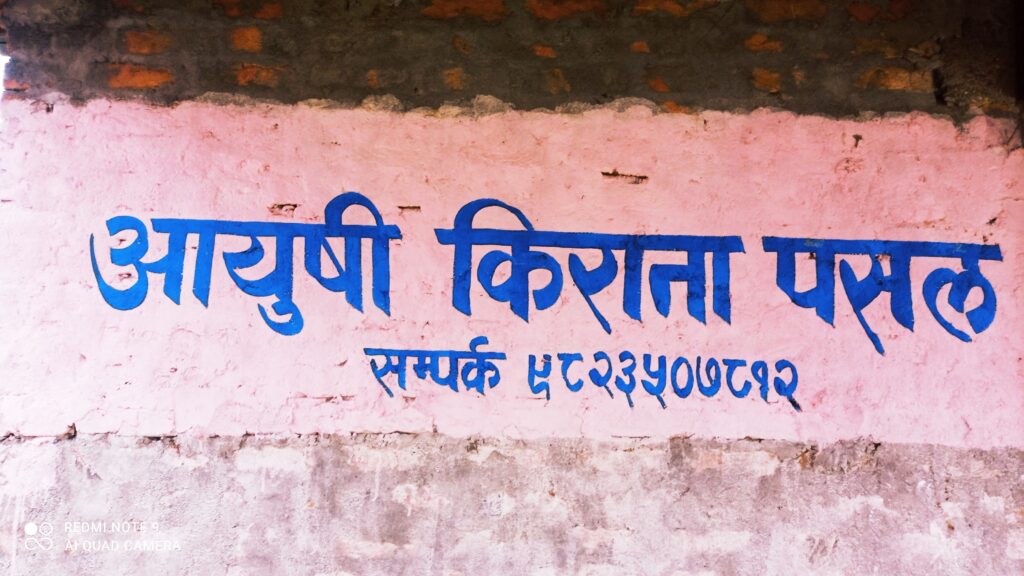 आयुषी किराना पसल
सम्पर्क ९८२३५०७८१२
REDMI NOTE 9
AI QUAD CAMERA